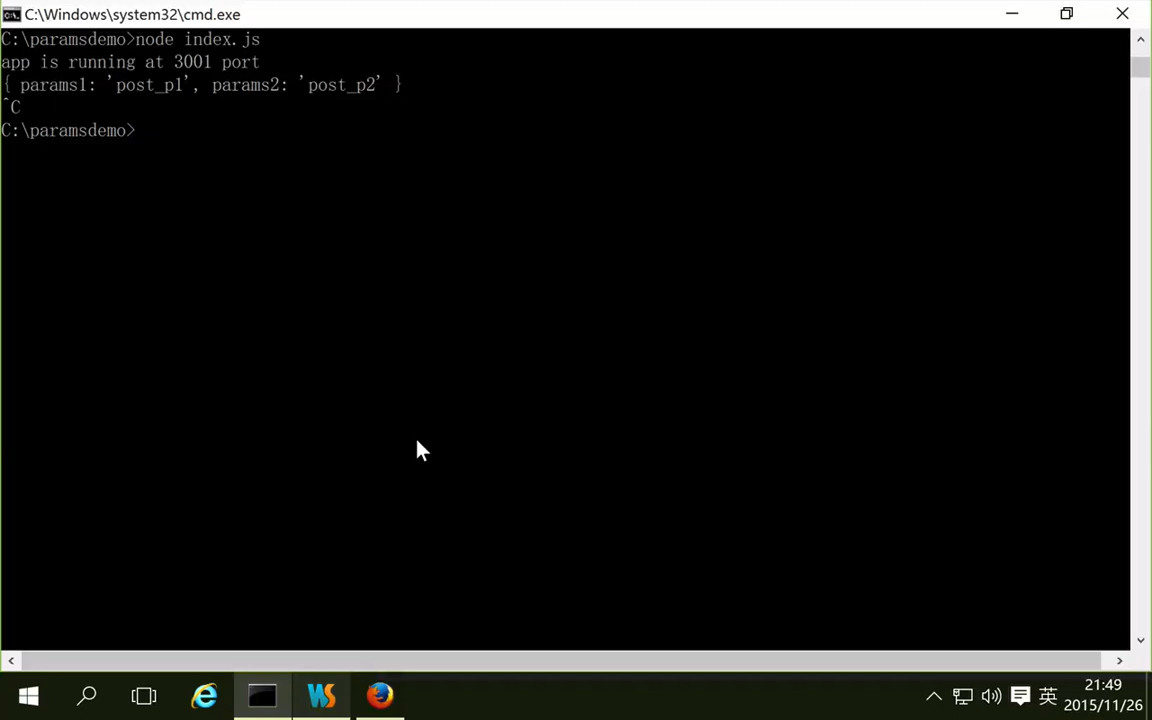 C:\Windows\system32\cmd.exe
C:\paramsdemo>node index.js
app is running at 3001 port
{ params1: 'post_p1', params2: 'post_p2' }
^C
C:\paramsdemo>
21:49
英
2015/11/26